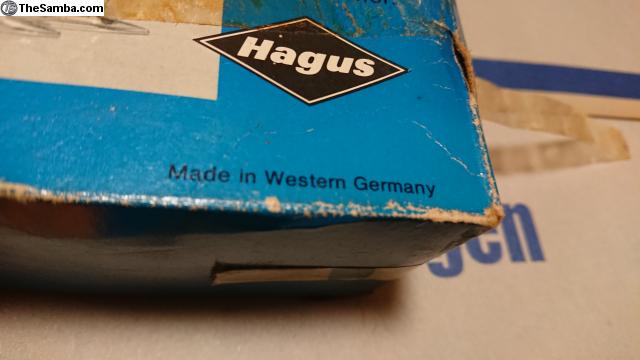 TheSamba.com
Hagus
Made in Western Germany
gen